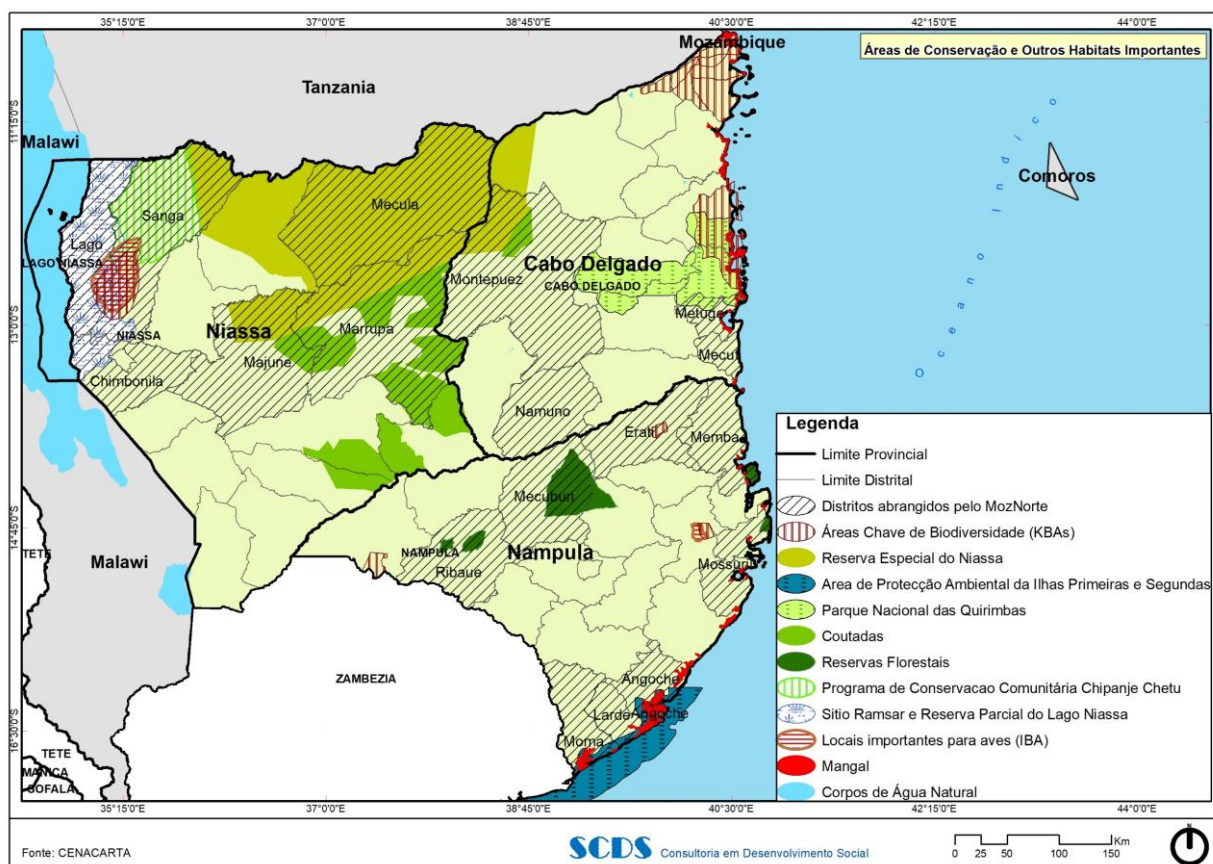 35°15'0"E 37°0'0"E 38°45'0"E 40°30'0"E 42°15'0"E 44°0'0"E
Mozambique
Áreas de Conservação e Outros Habitats Importantes
Tanzania
11°15'0"S
Malawi
Oceano Indico
Comoros
Sanga
Mecula
Lago
LAGO NIASSA
Cabo Delgado
Montepuez
CABO DELGADO
13°0'0"S
NIASSA
Niassa
Marrupa
Metuge
Majune
Mecuf
Chimbonila
Namuno
Erati
Memba
Legenda
Limite Provincial
Limite Distrital
Distritos abrangidos pelo MozNorte
Áreas Chave de Biodiversidade (KBAs)
Reserva Especial do Niassa
Area de Protecção Ambiental da Ilhas Primeiras e Segundas
Parque Nacional das Quirimbas
Coutadas
Reservas Florestais
Programa de Conservacao Comunitária Chipanje Chetu
Sitio Ramsar e Reserva Parcial do Lago Niassa
Locais importantes para aves (IBA)
Mangal
Corpos de Água Natural
Mecuburi
14°45'0"S
TETE
TETE
Malawi
NAMPULA
Nampula
Ribaue
Mossuril
ZAMBEZIA
Angoche
Larde
Angoche
16°30'0"S
Moma
TETE
MANICA
SOFALA
35°15'0"E 37°0'0"E 38°45'0"E 40°30'0"E 42°15'0"E 44°0'0"E
Fonte: CENACARTA
SCDS Consultoria em Desenvolvimento Social
Km
0 25 50 100 150
N